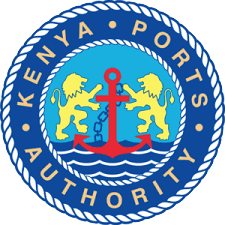 KENYA · PORTS · AUTHORITY ·